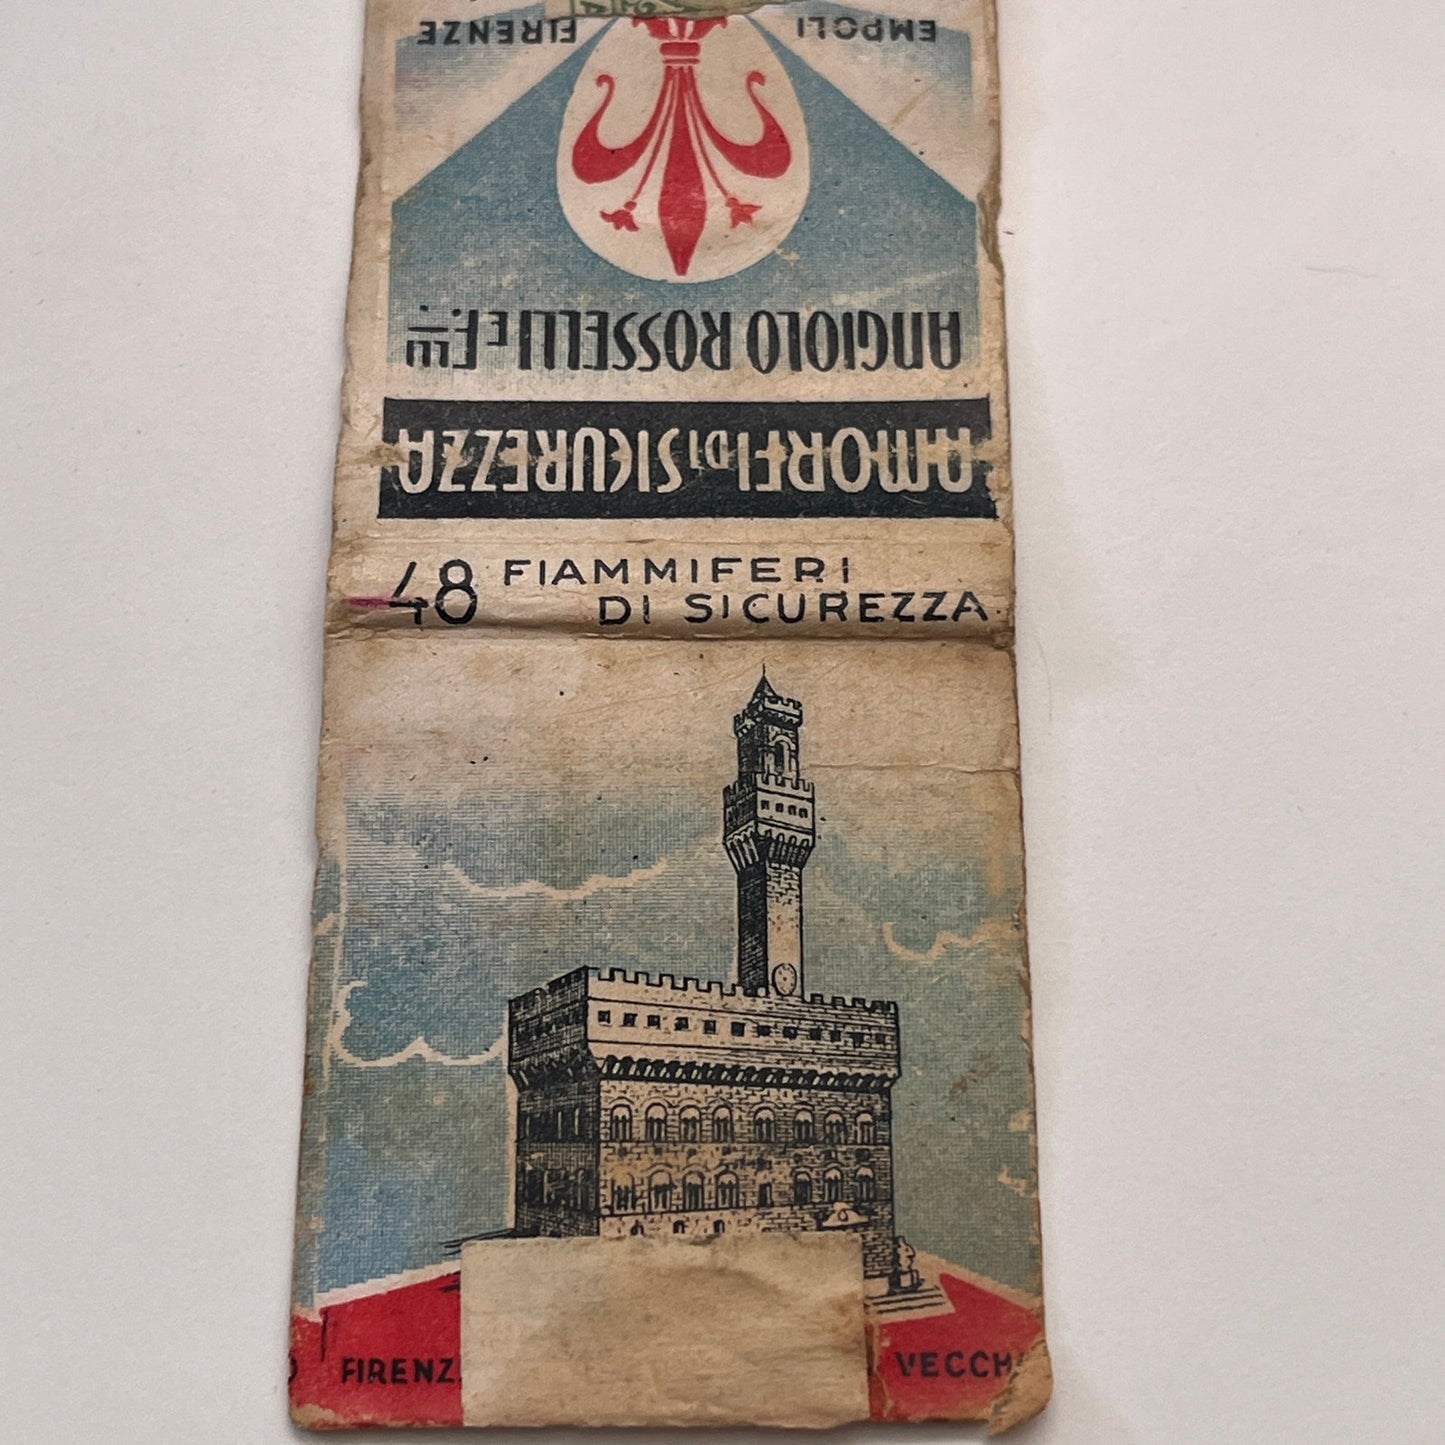 EMPOLI FIRENZE
ANGIOLO ROSSELLI E F.LLI
AMORFI DI SICUREZZA
48 FIAMMIFERI
DI SICUREZZA
FIRENZ VECCH